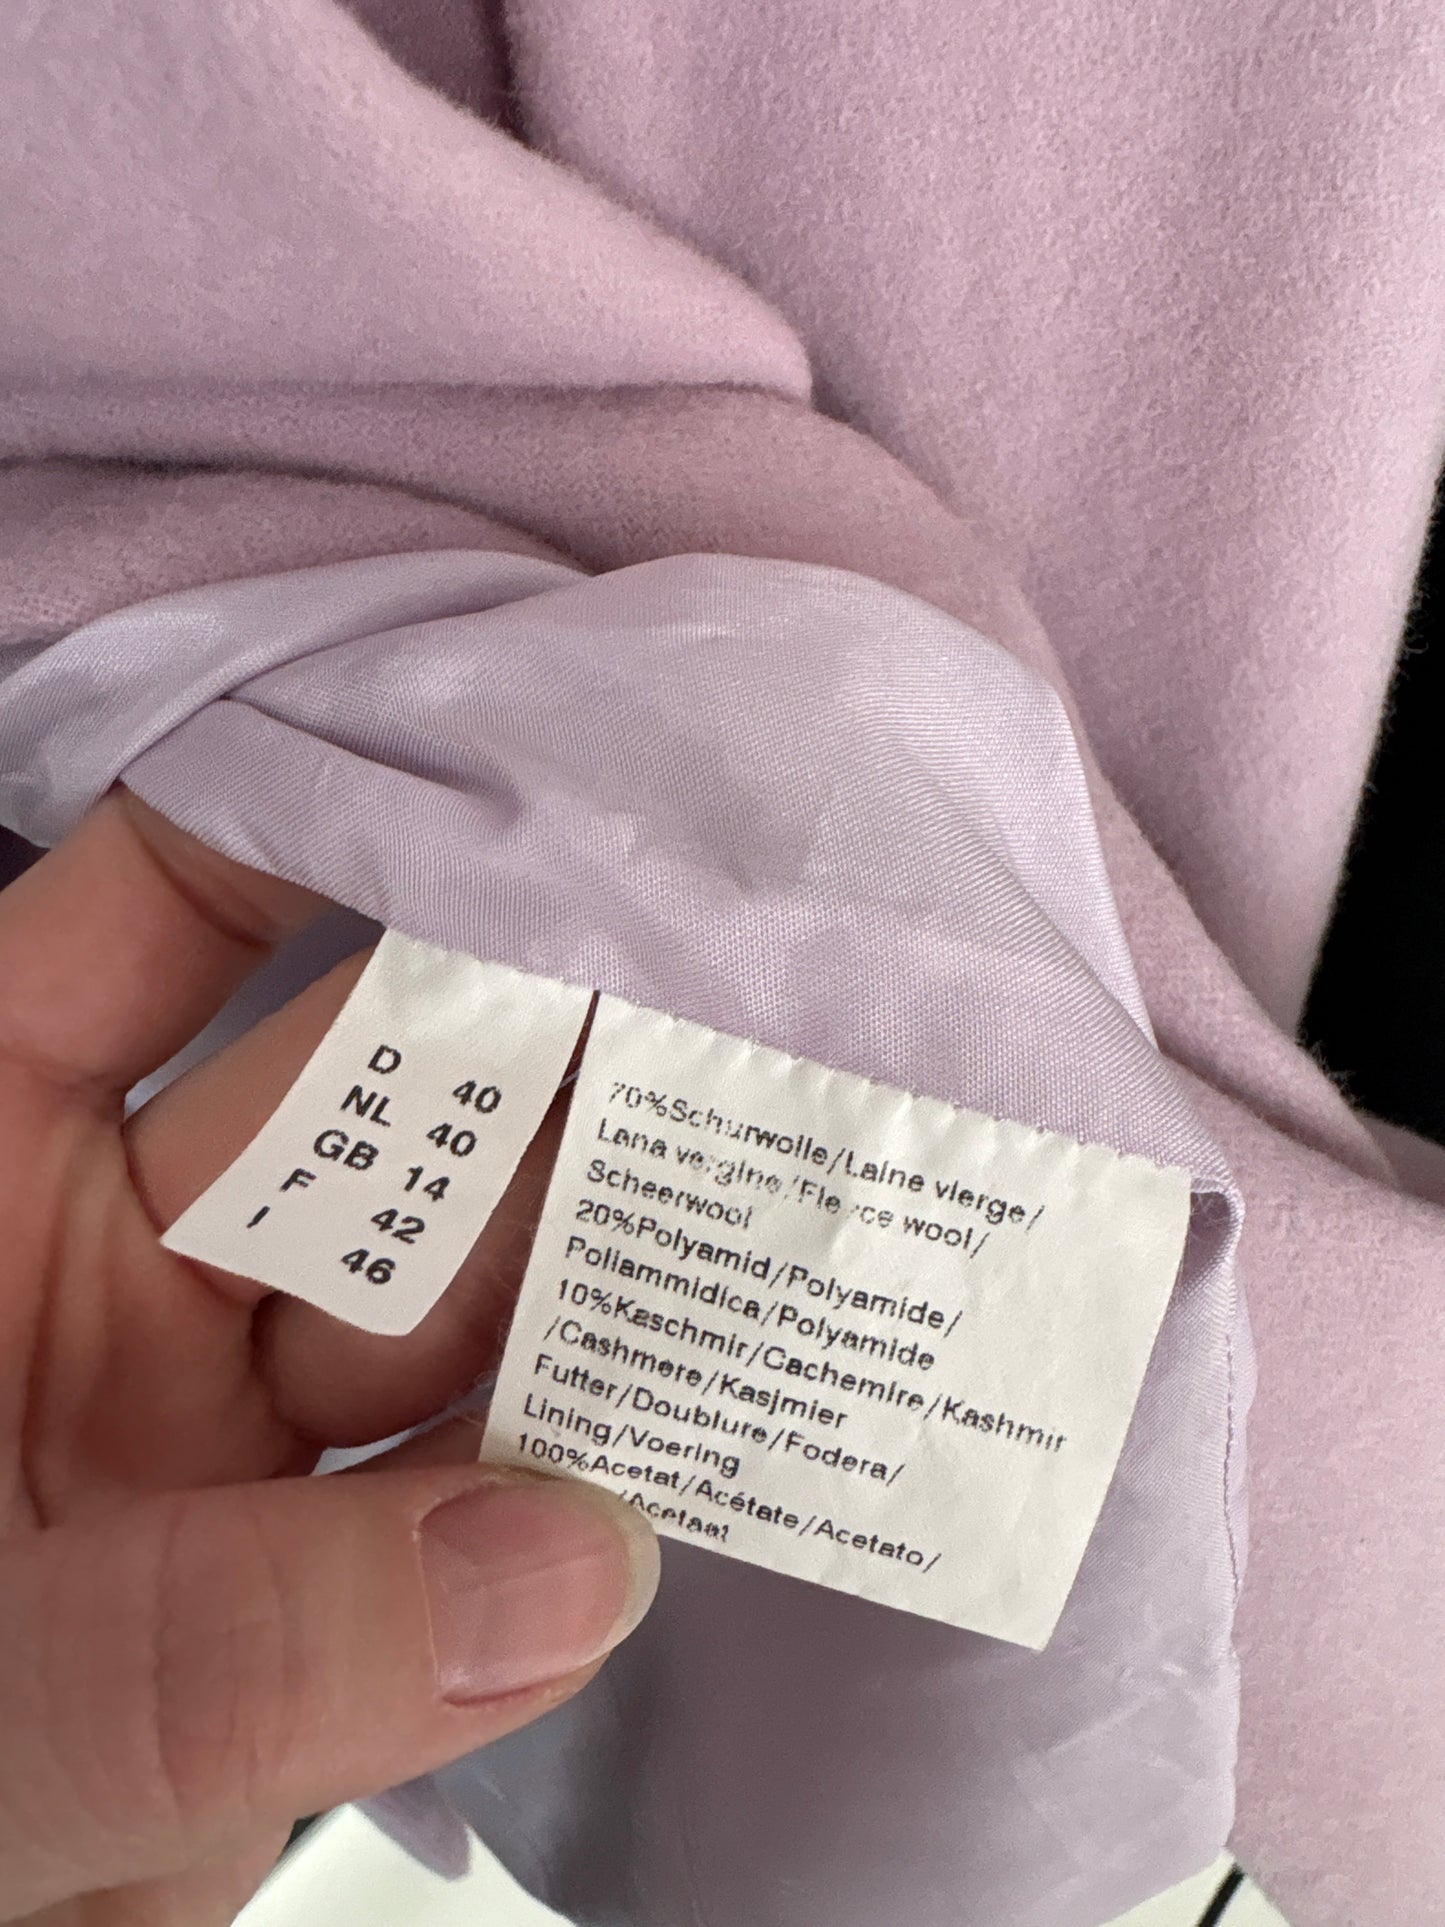 D 40
NL 40
GB 14
F 42
I 46
70%Schurwolle/Laine vierge/
Lana vergine/Fleece wool/
Scheerwool
20%Polyamid/Polyamide/
Poliammidica/Polyamide
10%Kaschmir/Cachemire/Kashmir
/Cashmere/Kasjmier
Futter/Doublure/Fodera/
Lining/Voering
100%Acetat/Acétate/Acetato/
/Acetaat